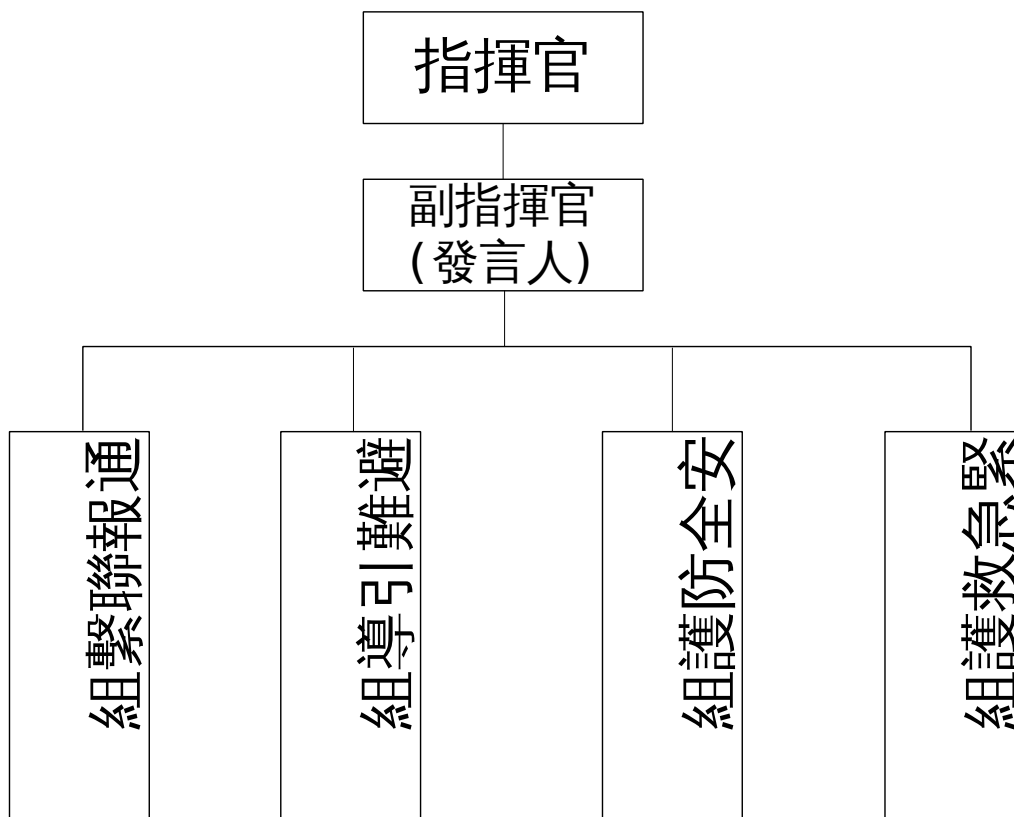 指揮官
副指揮官
(發言人)
通報聯繫組
避難引導組
安全防護組
緊急救護組